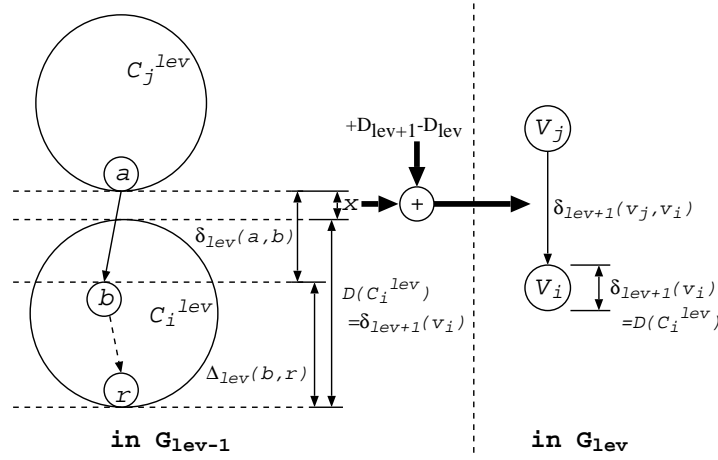 C_j^lev
a
+D_lev+1-D_lev
V_j
x
+
δ_lev(a,b)
δ_lev+1(v_j,v_i)
b
C_i^lev
D(C_i^lev)
=δ_lev+1(v_i)
V_i
δ_lev+1(v_i)
=D(C_i^lev)
Δ_lev(b,r)
r
in G_lev-1
in G_lev